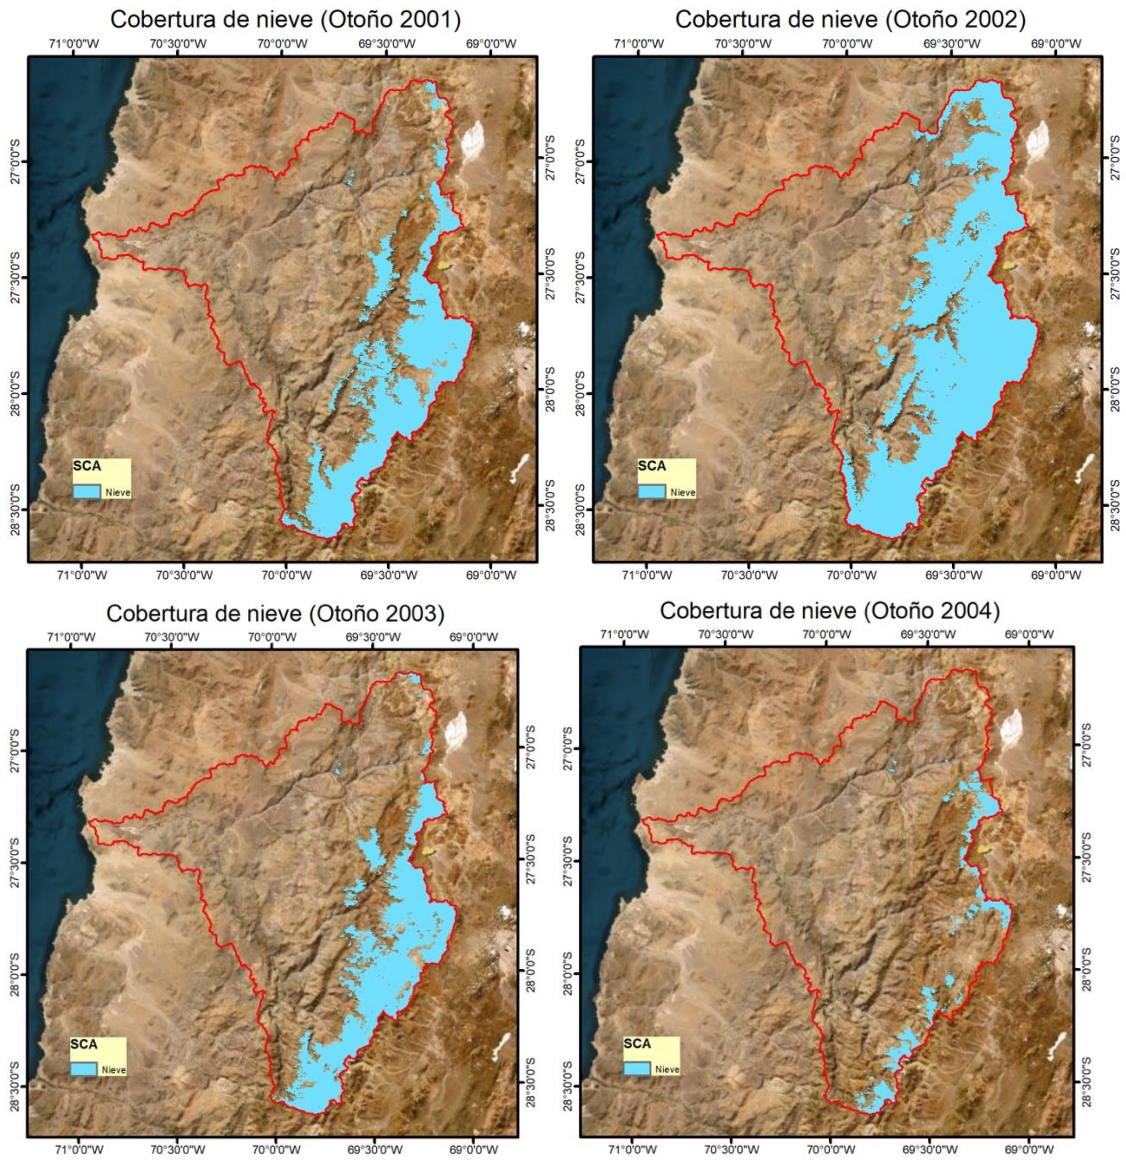 Cobertura de nieve (Otoño 2001)
71°0'0"W 70°30'0"W 70°0'0"W 69°30'0"W 69°0'0"W
27°0'0"S 27°0'0"S
27°30'0"S 27°30'0"S
28°0'0"S 28°0'0"S
28°30'0"S 28°30'0"S
SCA
Nieve
71°0'0"W 70°30'0"W 70°0'0"W 69°30'0"W 69°0'0"W
Cobertura de nieve (Otoño 2002)
71°0'0"W 70°30'0"W 70°0'0"W 69°30'0"W 69°0'0"W
27°0'0"S 27°0'0"S
27°30'0"S 27°30'0"S
28°0'0"S 28°0'0"S
28°30'0"S 28°30'0"S
SCA
Nieve
71°0'0"W 70°30'0"W 70°0'0"W 69°30'0"W 69°0'0"W
Cobertura de nieve (Otoño 2003)
71°0'0"W 70°30'0"W 70°0'0"W 69°30'0"W 69°0'0"W
27°0'0"S 27°0'0"S
27°30'0"S 27°30'0"S
28°0'0"S 28°0'0"S
28°30'0"S 28°30'0"S
SCA
Nieve
71°0'0"W 70°30'0"W 70°0'0"W 69°30'0"W 69°0'0"W
Cobertura de nieve (Otoño 2004)
71°0'0"W 70°30'0"W 70°0'0"W 69°30'0"W 69°0'0"W
27°0'0"S 27°0'0"S
27°30'0"S 27°30'0"S
28°0'0"S 28°0'0"S
28°30'0"S 28°30'0"S
SCA
Nieve
71°0'0"W 70°30'0"W 70°0'0"W 69°30'0"W 69°0'0"W